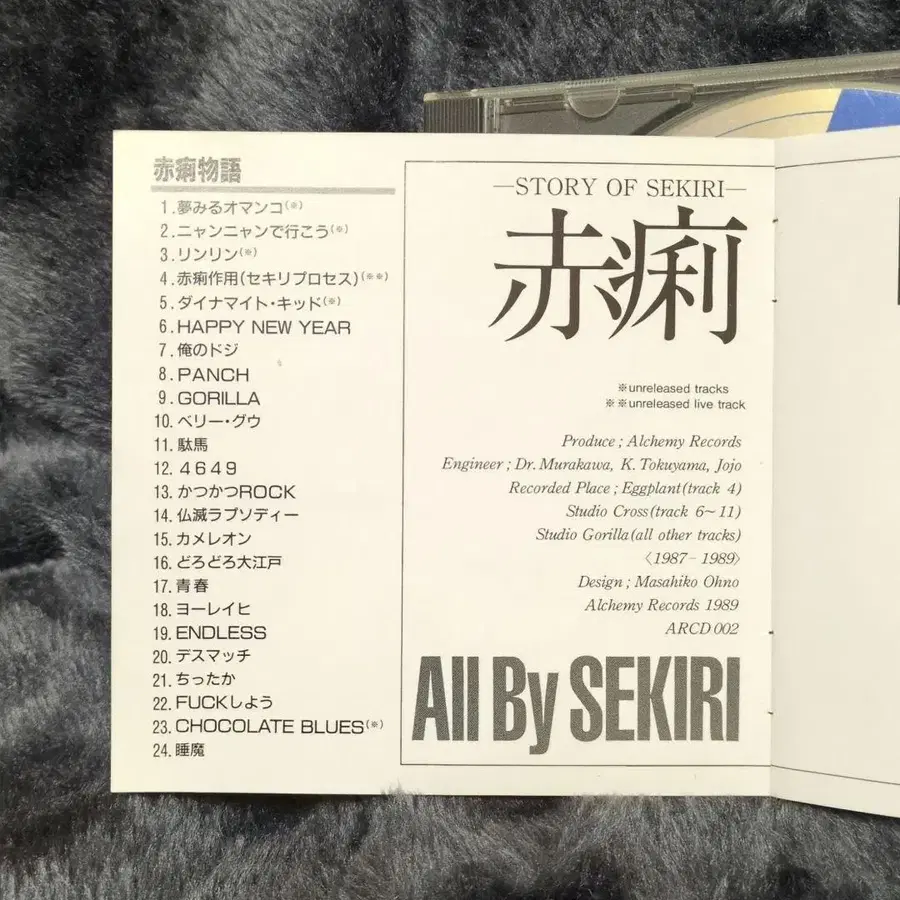 赤痢物語
1.夢みるオマンコ(※)
2.ニャンニャンで行こう(※)
3.リンリン(※)
4.赤痢作用(セキリプロセス)(※※)
5.ダイナマイト・キッド(※)
6.HAPPY NEW YEAR
7.俺のドジ
8.PANCH
9.GORILLA
10.ベリー・グウ
11.駄馬
12.4649
13.かつかつROCK
14.仏滅ラプソディー
15.カメレオン
16.どろどろ大江戸
17.青春
18.ヨーレイヒ
19.ENDLESS
20.デスマッチ
21.ちったか
22.FUCKしよう
23.CHOCOLATE BLUES(※)
24.睡魔
—STORY OF SEKIRI—
赤痢
※unreleased tracks
※※unreleased live track
Produce ; Alchemy Records
Engineer ; Dr. Murakawa, K. Tokuyama, Jojo
Recorded Place ; Eggplant(track 4)
Studio Cross(track 6~11)
Studio Gorilla(all other tracks)
〈1987-1989〉
Design ; Masahiko Ohno
Alchemy Records 1989
ARCD 002
All By SEKIRI